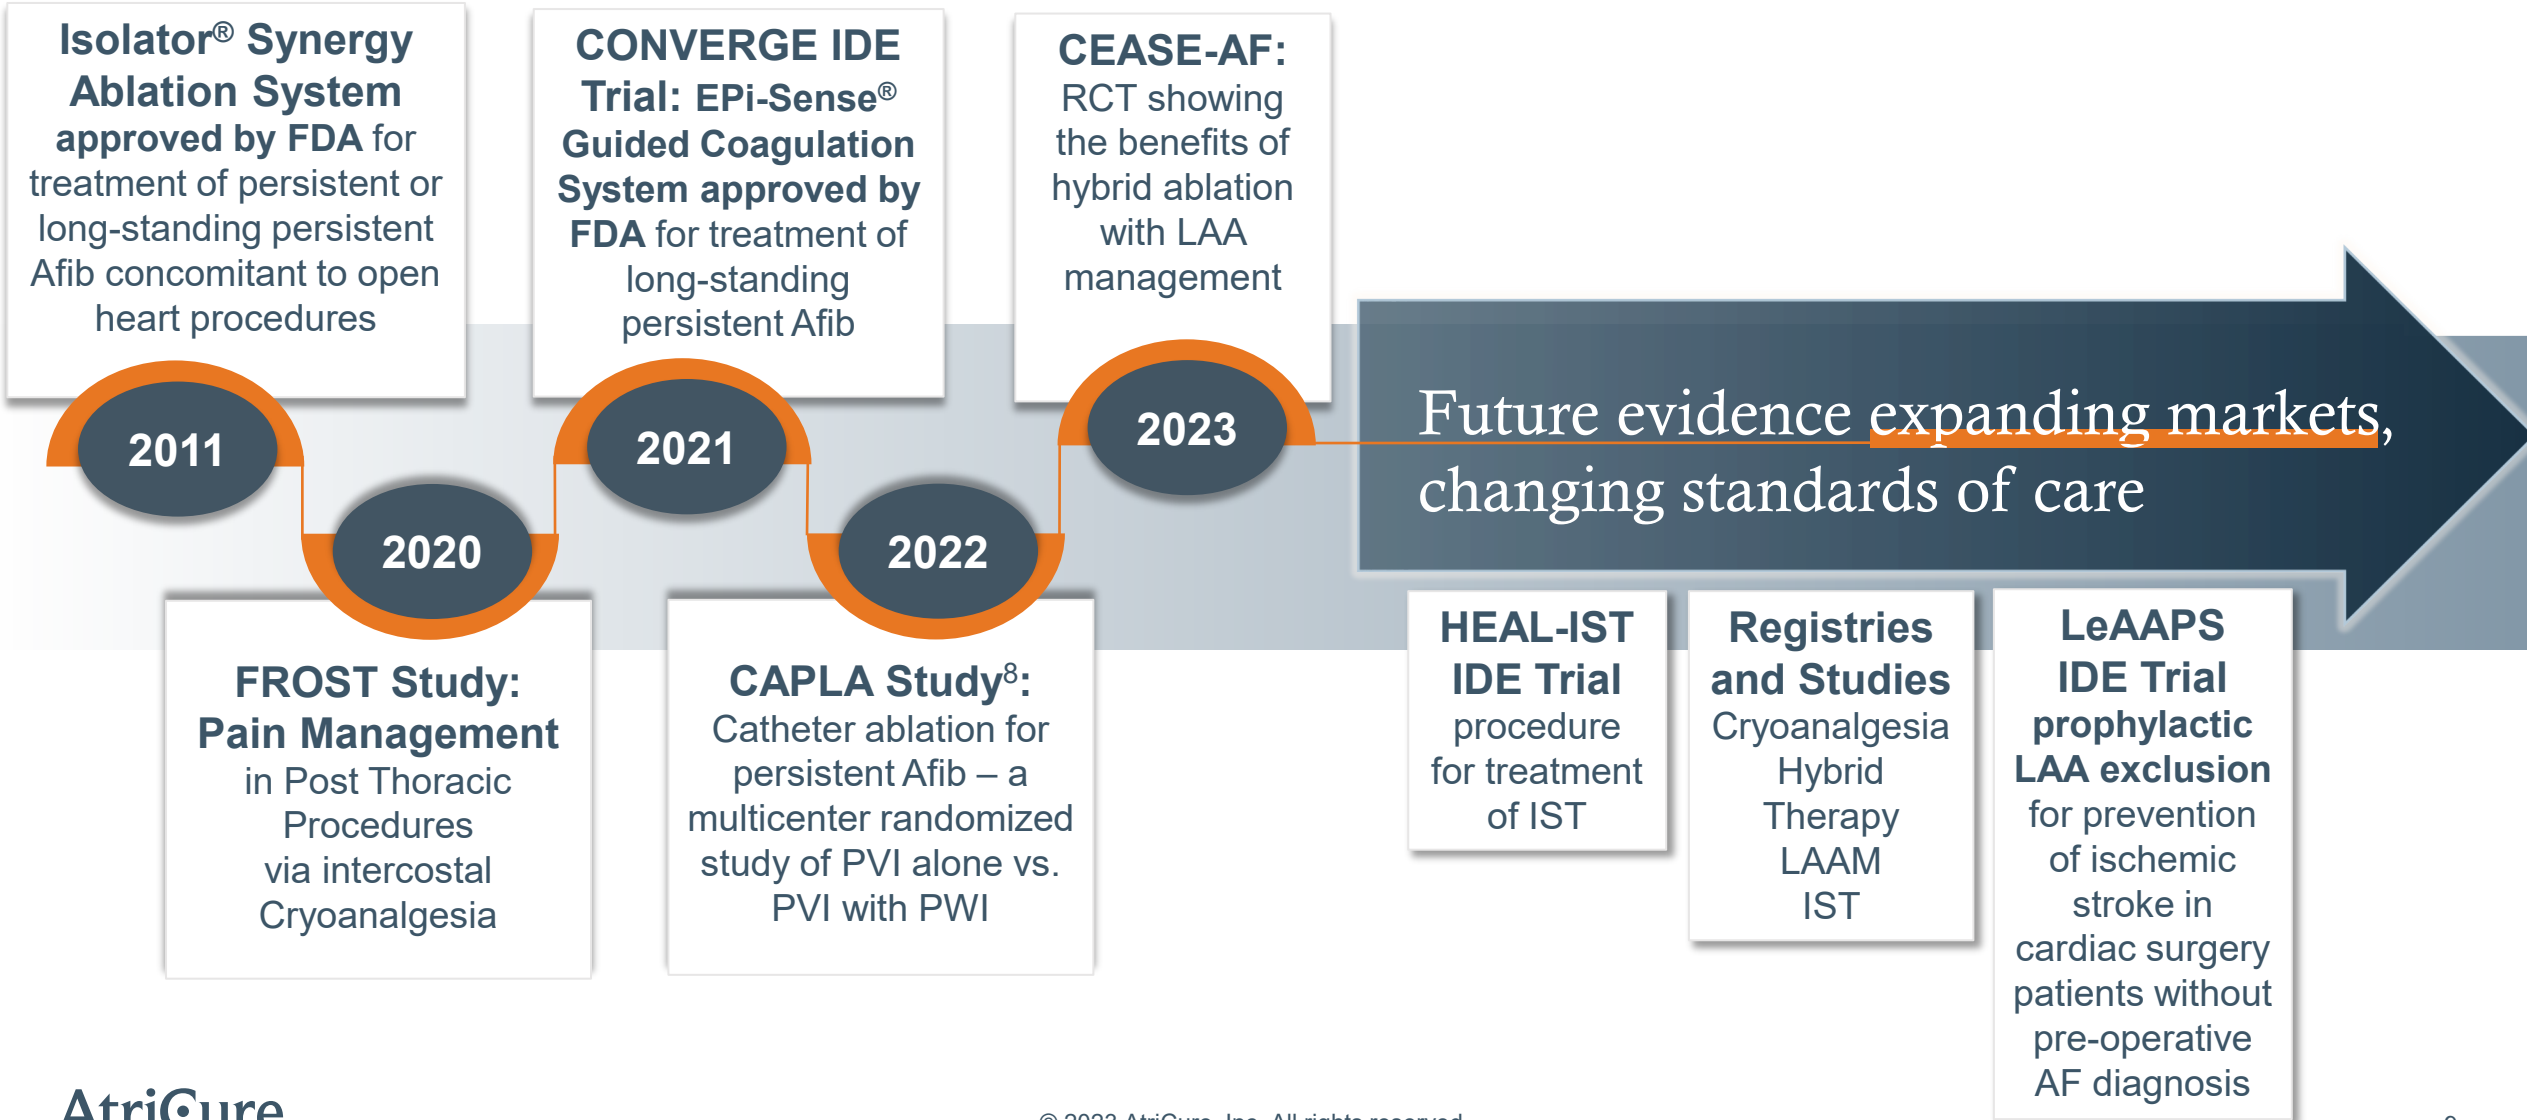 Isolator® Synergy
Ablation System
approved by FDA for
treatment of persistent or
long-standing persistent
Afib concomitant to open
heart procedures
2011
FROST Study:
Pain Management
in Post Thoracic
Procedures
via intercostal
Cryoanalgesia
2020
CONVERGE IDE
Trial: EPi-Sense®
Guided Coagulation
System approved by
FDA for treatment of
long-standing
persistent Afib
2021
CAPLA Study8:
Catheter ablation for
persistent Afib – a
multicenter randomized
study of PVI alone vs.
PVI with PWI
2022
CEASE-AF:
RCT showing
the benefits of
hybrid ablation
with LAA
management
2023
Future evidence expanding markets,
changing standards of care
HEAL-IST
IDE Trial
procedure
for treatment
of IST
Registries
and Studies
Cryoanalgesia
Hybrid
Therapy
LAAM
IST
LeAAPS
IDE Trial
prophylactic
LAA exclusion
for prevention
of ischemic
stroke in
cardiac surgery
patients without
pre-operative
AF diagnosis
AtriCure
© 2023 AtriCure, Inc. All rights reserved